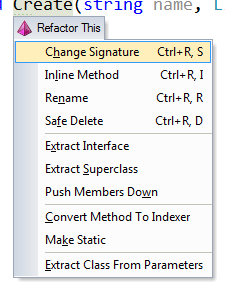 Create(string name, L
Refactor This
Change Signature Ctrl+R, S
Inline Method Ctrl+R, I
Rename Ctrl+R, R
Safe Delete Ctrl+R, D
Extract Interface
Extract Superclass
Push Members Down
Convert Method To Indexer
Make Static
Extract Class From Parameters